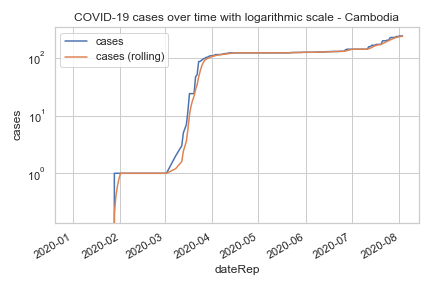 COVID-19 cases over time with logarithmic scale - Cambodia
cases
cases (rolling)
10²
10¹
10⁰
cases
2020-01
2020-02
2020-03
2020-04
2020-05
2020-06
2020-07
2020-08
dateRep